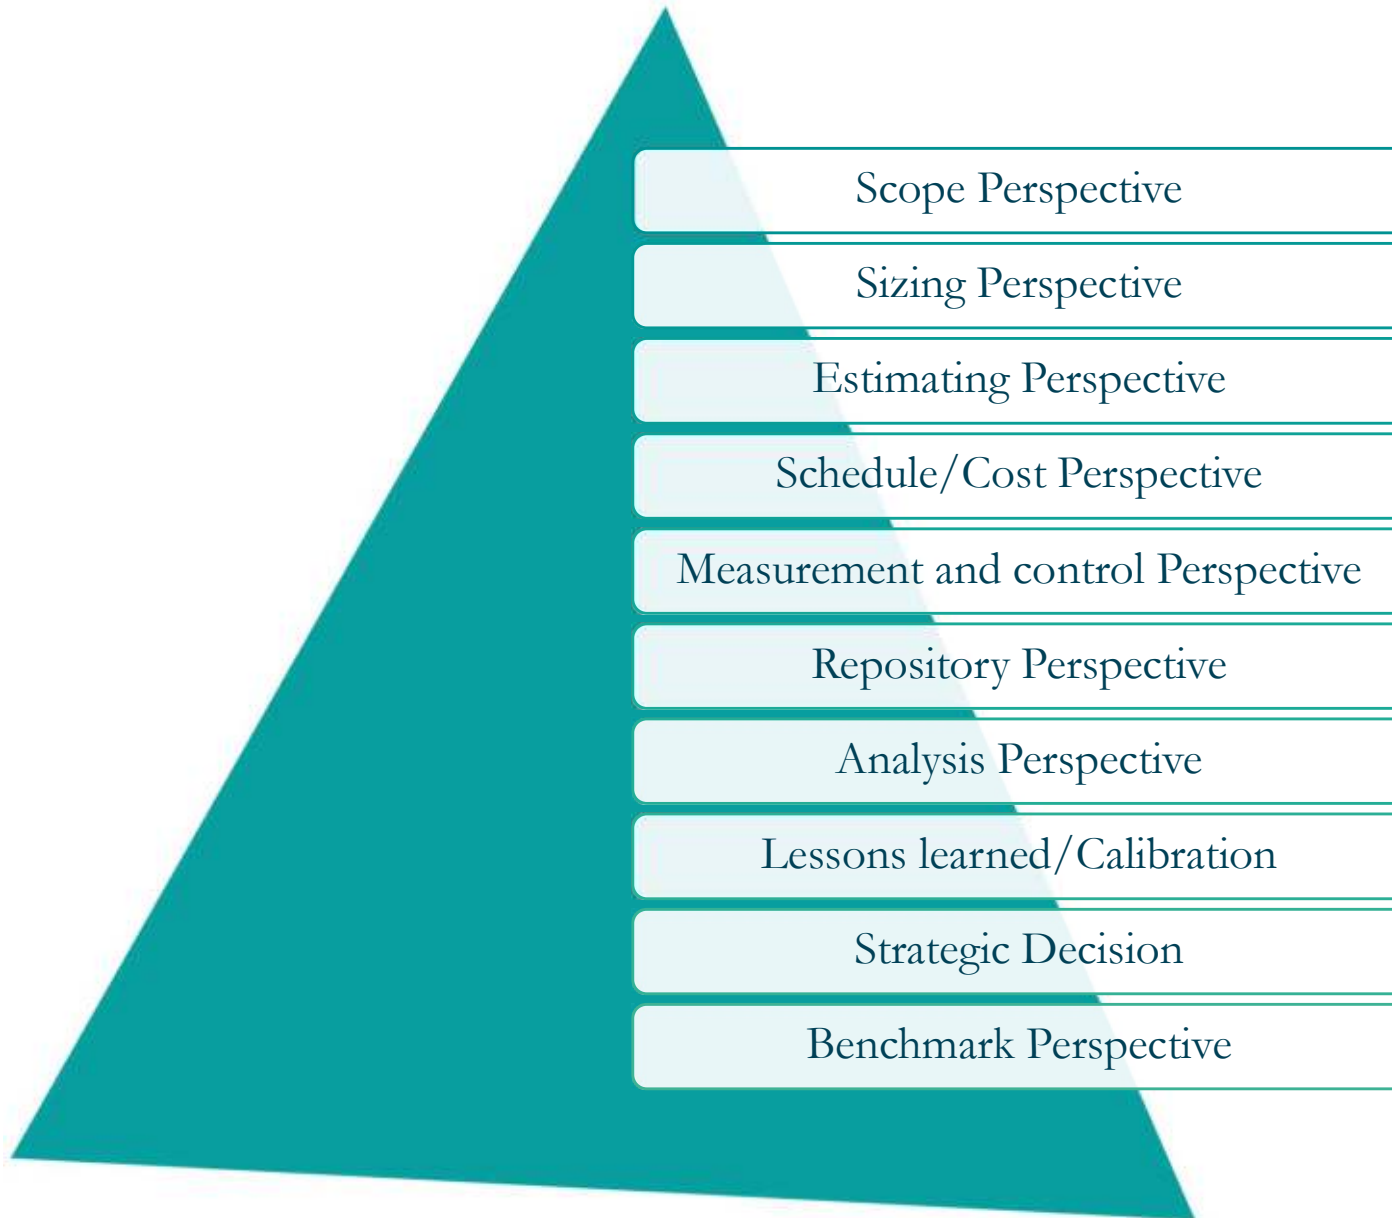 Scope Perspective
Sizing Perspective
Estimating Perspective
Schedule/Cost Perspective
Measurement and control Perspective
Repository Perspective
Analysis Perspective
Lessons learned/Calibration
Strategic Decision
Benchmark Perspective